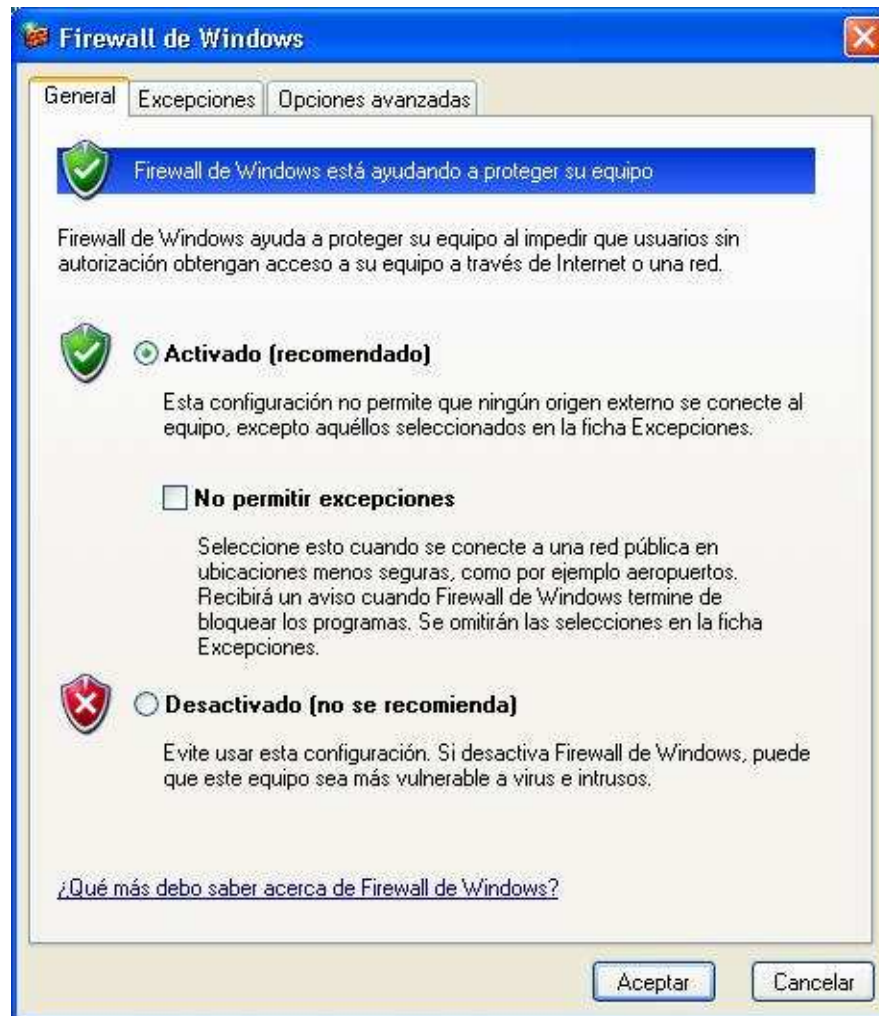 Firewall de Windows
General Excepciones Opciones avanzadas
Firewall de Windows está ayudando a proteger su equipo
Firewall de Windows ayuda a proteger su equipo al impedir que usuarios sin
autorización obtengan acceso a su equipo a través de Internet o una red.
Activado (recomendado)
Esta configuración no permite que ningún origen externo se conecte al
equipo, excepto aquéllos seleccionados en la ficha Excepciones.
No permitir excepciones
Seleccione esto cuando se conecte a una red pública en
ubicaciones menos seguras, como por ejemplo aeropuertos.
Recibirá un aviso cuando Firewall de Windows termine de
bloquear los programas. Se omitirán las selecciones en la ficha
Excepciones.
Desactivado (no se recomienda)
Evite usar esta configuración. Si desactiva Firewall de Windows, puede
que este equipo sea más vulnerable a virus e intrusos.
¿Qué más debo saber acerca de Firewall de Windows?
Aceptar Cancelar